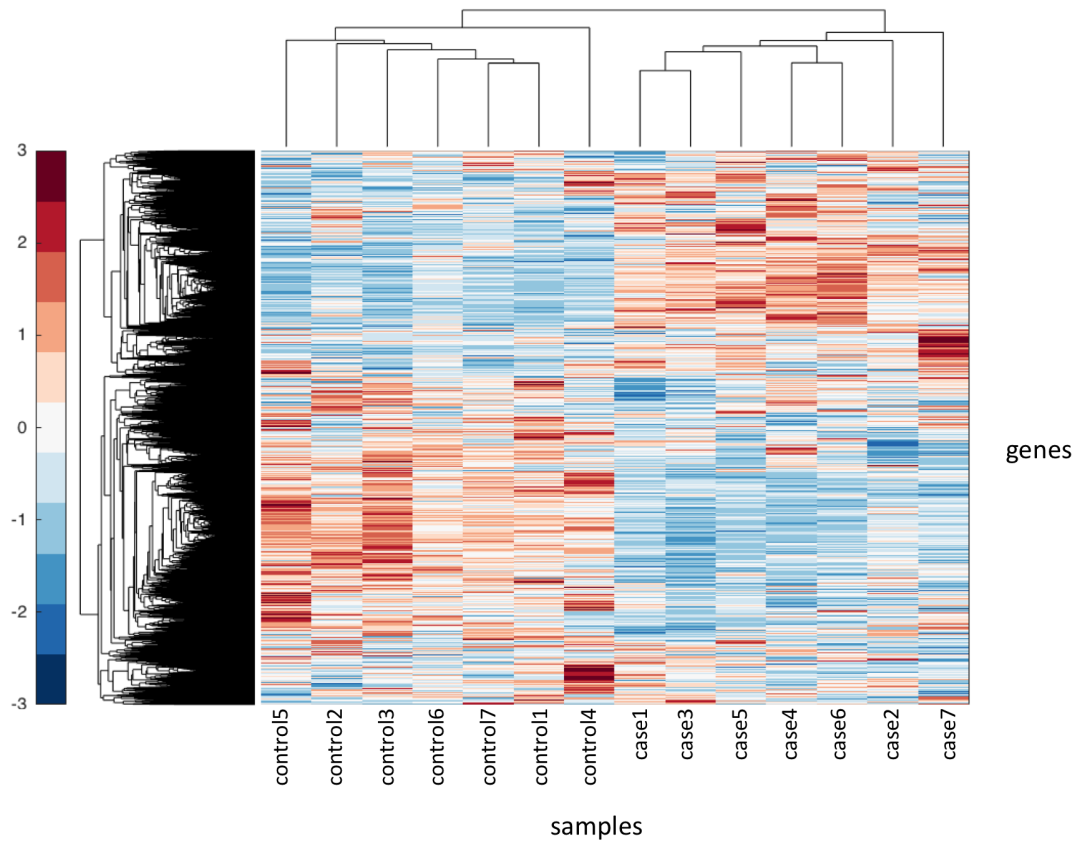 3
2
1
0
-1
-2
-3
genes
control5
control2
control3
control6
control7
control1
control4
case1
case3
case5
case4
case6
case2
case7
samples